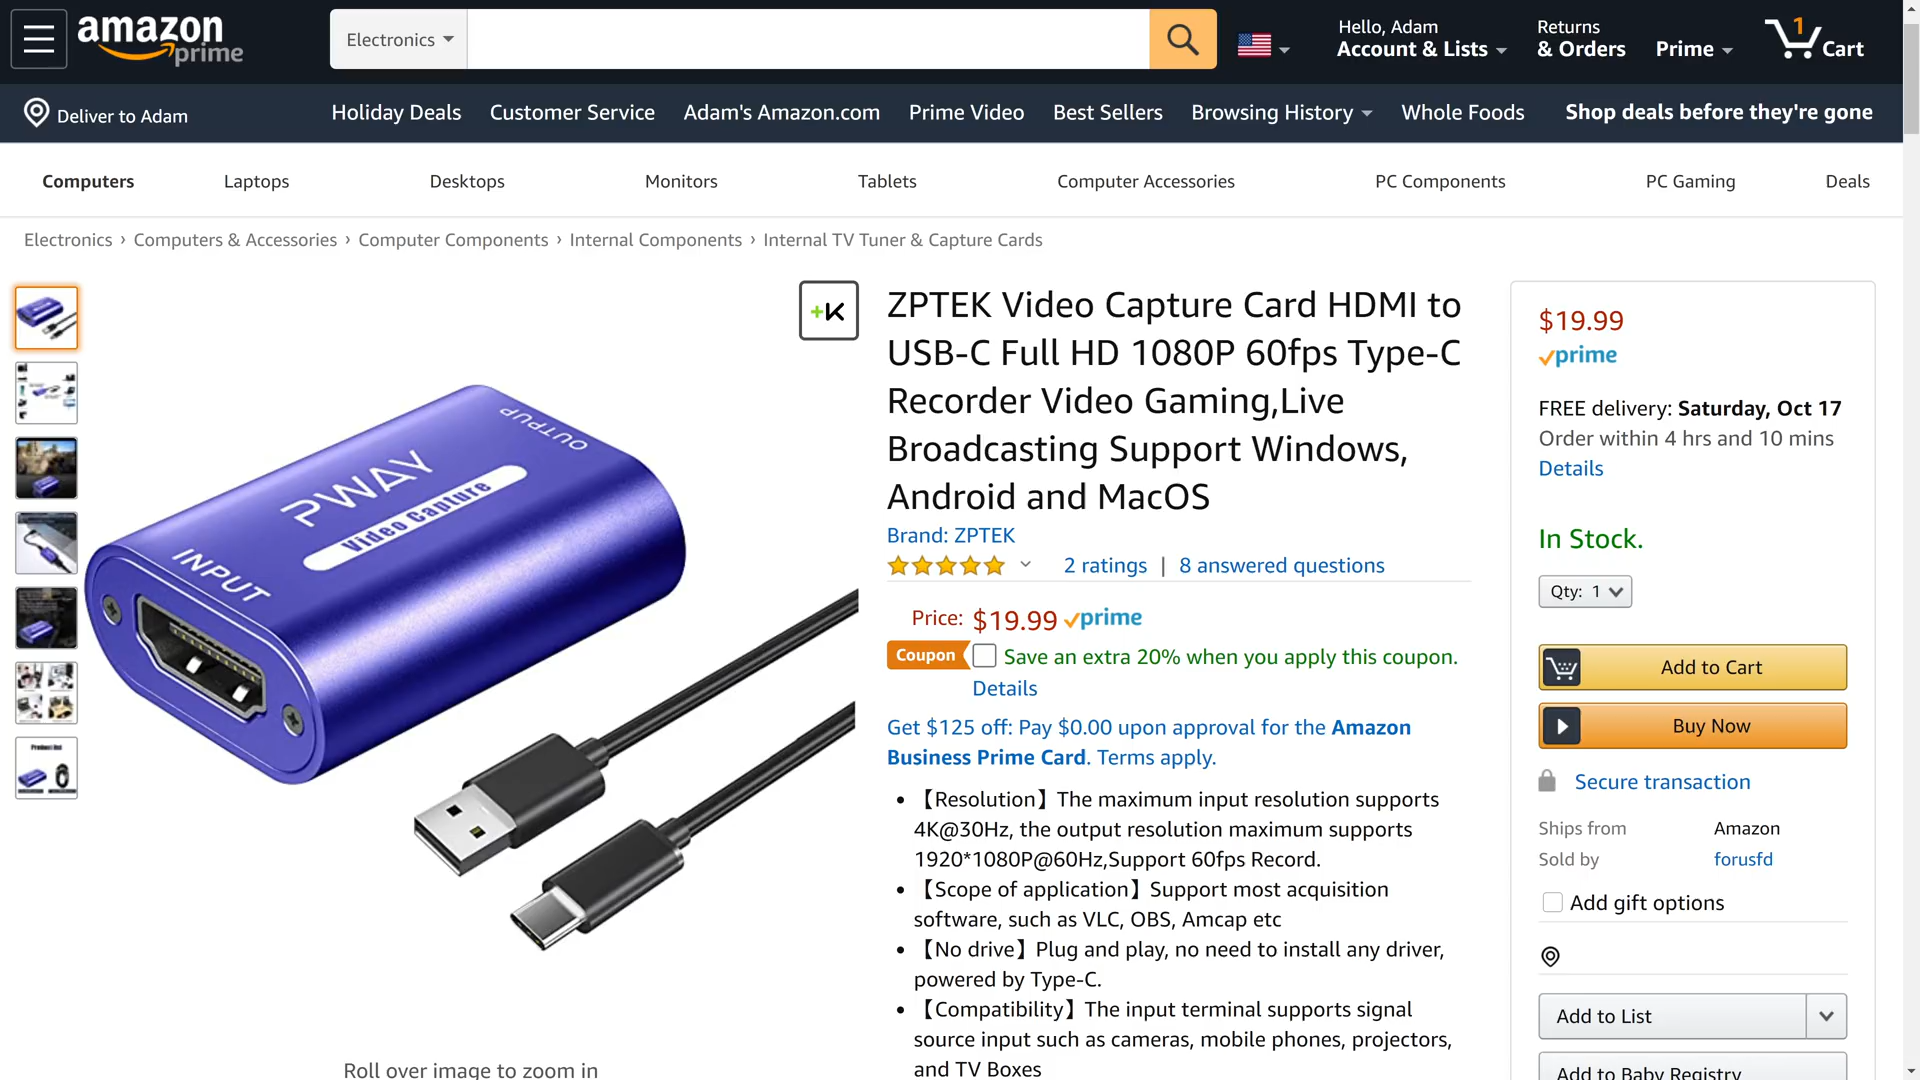 amazon
prime
Electronics
Hello, Adam
Account & Lists
Returns
& Orders
Prime
1
Cart
Deliver to Adam
Holiday Deals
Customer Service
Adam's Amazon.com
Prime Video
Best Sellers
Browsing History
Whole Foods
Shop deals before they're gone
Computers
Laptops
Desktops
Monitors
Tablets
Computer Accessories
PC Components
PC Gaming
Deals
Electronics › Computers & Accessories › Computer Components › Internal Components › Internal TV Tuner & Capture Cards
+K
OUTPUP
PWAY
Video Capture
INPUT
Roll over image to zoom in
ZPTEK Video Capture Card HDMI to
USB-C Full HD 1080P 60fps Type-C
Recorder Video Gaming,Live
Broadcasting Support Windows,
Android and MacOS
Brand: ZPTEK
2 ratings | 8 answered questions
Price: $19.99 prime
Coupon Save an extra 20% when you apply this coupon.
Details
Get $125 off: Pay $0.00 upon approval for the Amazon
Business Prime Card. Terms apply.
• 【Resolution】The maximum input resolution supports
4K@30Hz, the output resolution maximum supports
1920*1080P@60Hz,Support 60fps Record.
• 【Scope of application】Support most acquisition
software, such as VLC, OBS, Amcap etc
• 【No drive】Plug and play, no need to install any driver,
powered by Type-C.
• 【Compatibility】The input terminal supports signal
source input such as cameras, mobile phones, projectors,
and TV Boxes
$19.99
prime
FREE delivery: Saturday, Oct 17
Order within 4 hrs and 10 mins
Details
In Stock.
Qty: 1
Add to Cart
Buy Now
Secure transaction
Ships from Amazon
Sold by forusfd
Add gift options
Add to List
Add to Baby Registry